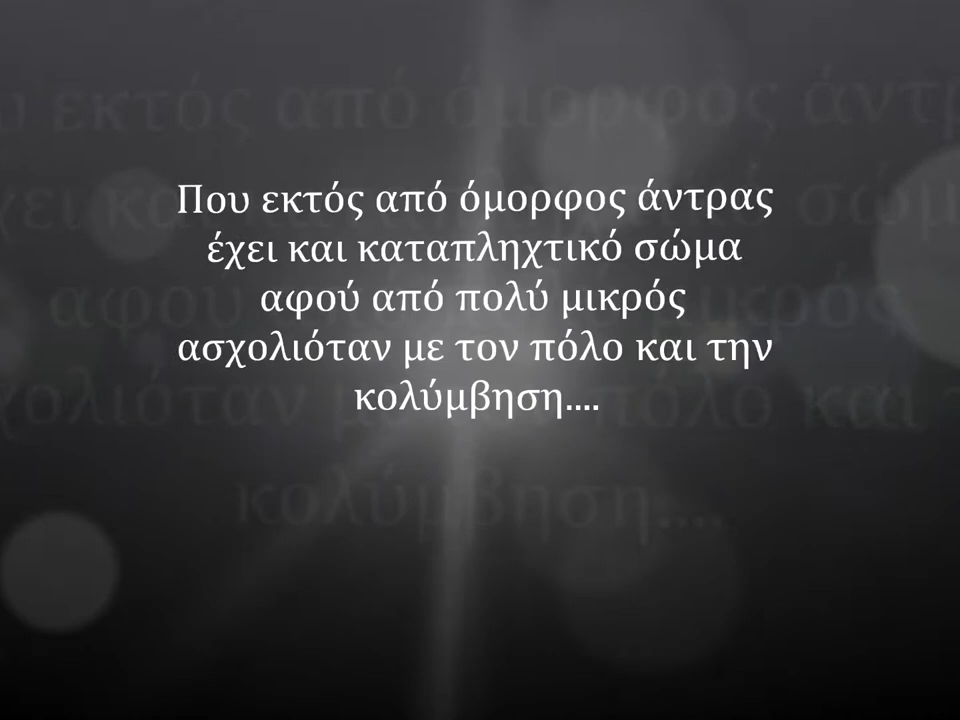 Που εκτός από όμορφος άντρας
έχει και καταπληχτικό σώμα
αφού από πολύ μικρός
ασχολιόταν με τον πόλο και την
κολύμβηση....